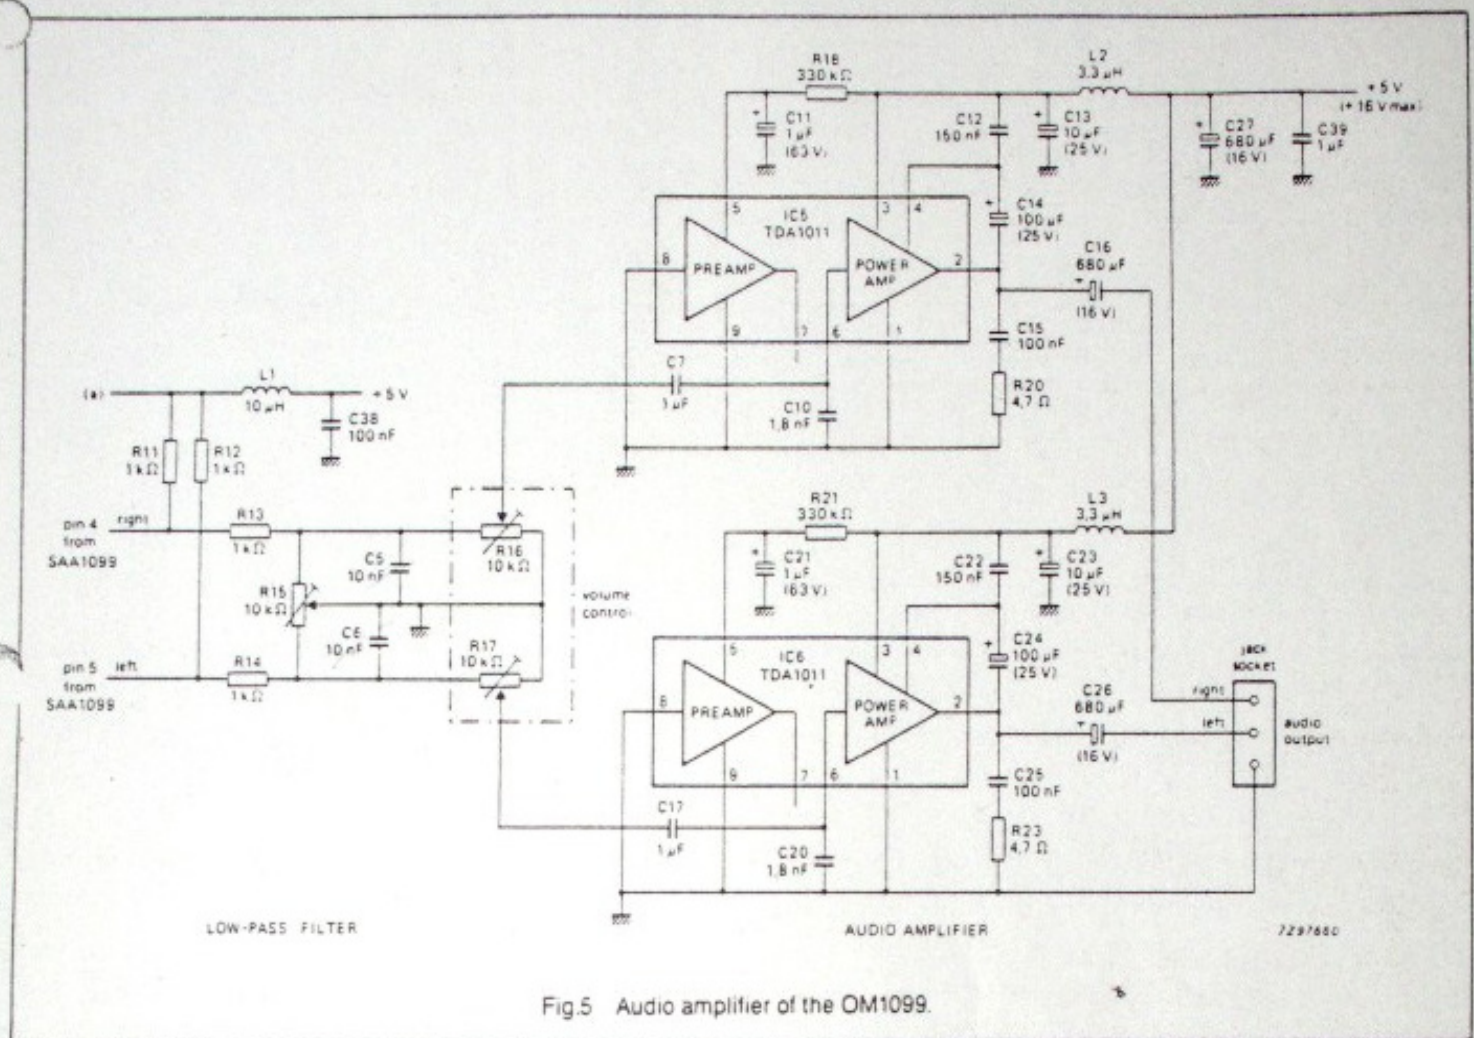 R18
330 kΩ
L2
3,3 µH
+ 5 V
(+ 16 V max)
+
C11
1 µF
(63 V)
C12
150 nF
+
C13
10 µF
(25 V)
+
C27
680 µF
(16 V)
C39
1 µF
5
IC5
TDA1011
3
4
+
C14
100 µF
(25 V)
8
PREAMP
POWER
AMP
2
C16
680 µF
+
(16 V)
9
7
6
1
C15
100 nF
C7
1 µF
C10
1,8 nF
R20
4,7 Ω
(a)
L1
10 µH
+ 5 V
C38
100 nF
R11
1 kΩ
R12
1 kΩ
pin 4
from
SAA1099
right
R13
1 kΩ
C5
10 nF
R16
10 kΩ
R15
10 kΩ
C6
10 nF
volume
control
R17
10 kΩ
pin 5
from
SAA1099
left
R14
1 kΩ
R21
330 kΩ
L3
3,3 µH
+
C21
1 µF
(63 V)
C22
150 nF
+
C23
10 µF
(25 V)
5
IC6
TDA1011
3
4
+
C24
100 µF
(25 V)
8
PREAMP
POWER
AMP
2
C26
680 µF
+
(16 V)
jack
socket
right
left
audio
output
9
7
6
1
C25
100 nF
C17
1 µF
C20
1,8 nF
R23
4,7 Ω
LOW-PASS FILTER
AUDIO AMPLIFIER
7297660
Fig.5 Audio amplifier of the OM1099.